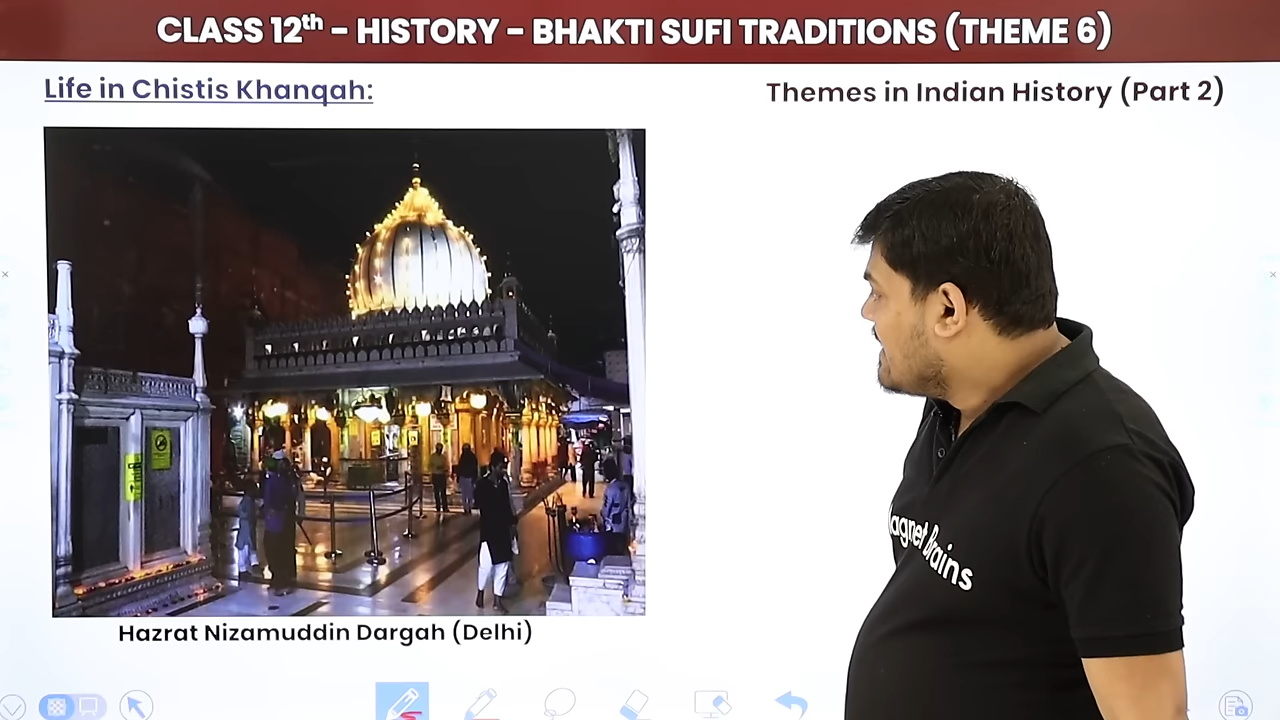 CLASS 12th - HISTORY - BHAKTI SUFI TRADITIONS (THEME 6)
Life in Chistis Khanqah:
Themes in Indian History (Part 2)
Hazrat Nizamuddin Dargah (Delhi)
Brains